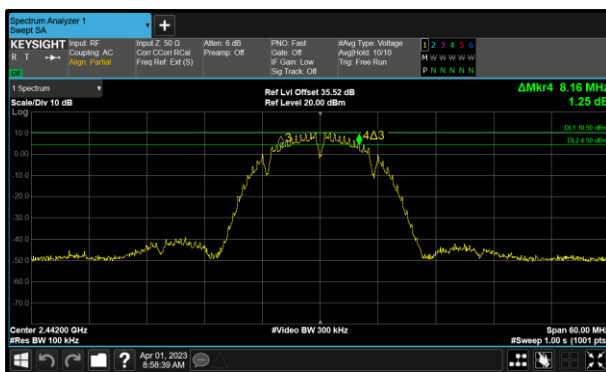 Spectrum Analyzer 1
Swept SA
+
KEYSIGHT Input: RF Input Z: 50 Ω Atten: 6 dB PNO: Fast #Avg Type: Voltage 1 2 3 4 5 6
R T Coupling: AC Corr CCorr RCal Preamp: Off Gate: Off Avg|Hold: 10/10 M W W W W W
Align: Partial Freq Ref: Ext (S) IF Gain: Low Trig: Free Run
Sig Track: Off P N N N N N
1 Spectrum Ref Lvl Offset 35.52 dB ΔMkr4 8.16 MHz
Scale/Div 10 dB Ref Level 20.00 dBm 1.25 dB
Log
DL1 10.50 dBm
10.0
3 4Δ3
DL2 4.50 dBm
0.00
-10.0
-20.0
-30.0
-40.0
-50.0
-60.0
-70.0
Center 2.44200 GHz #Video BW 300 kHz Span 60.00 MHz
#Res BW 100 kHz #Sweep 1.00 s (1001 pts)
? Apr 01, 2023
8:58:39 AM